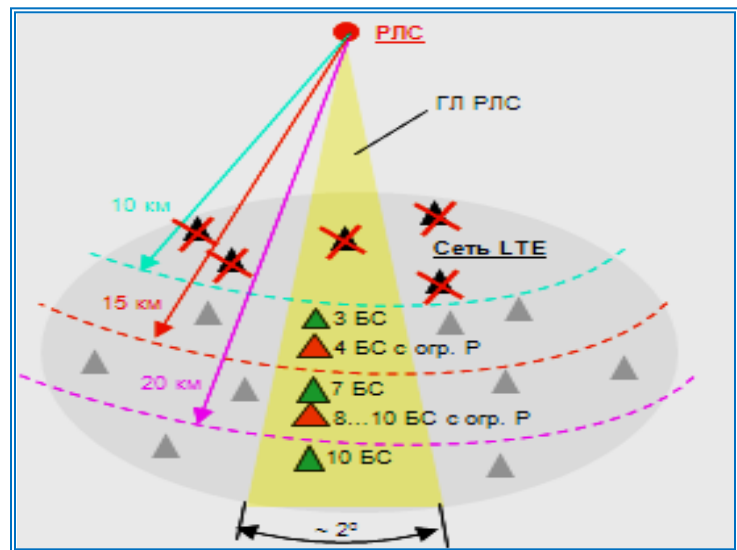 РЛС
ГЛ РЛС
10 км
Сеть LTE
15 км
3 БС
4 БС с огр. Р
20 км
7 БС
8...10 БС с огр. Р
10 БС
~ 2º